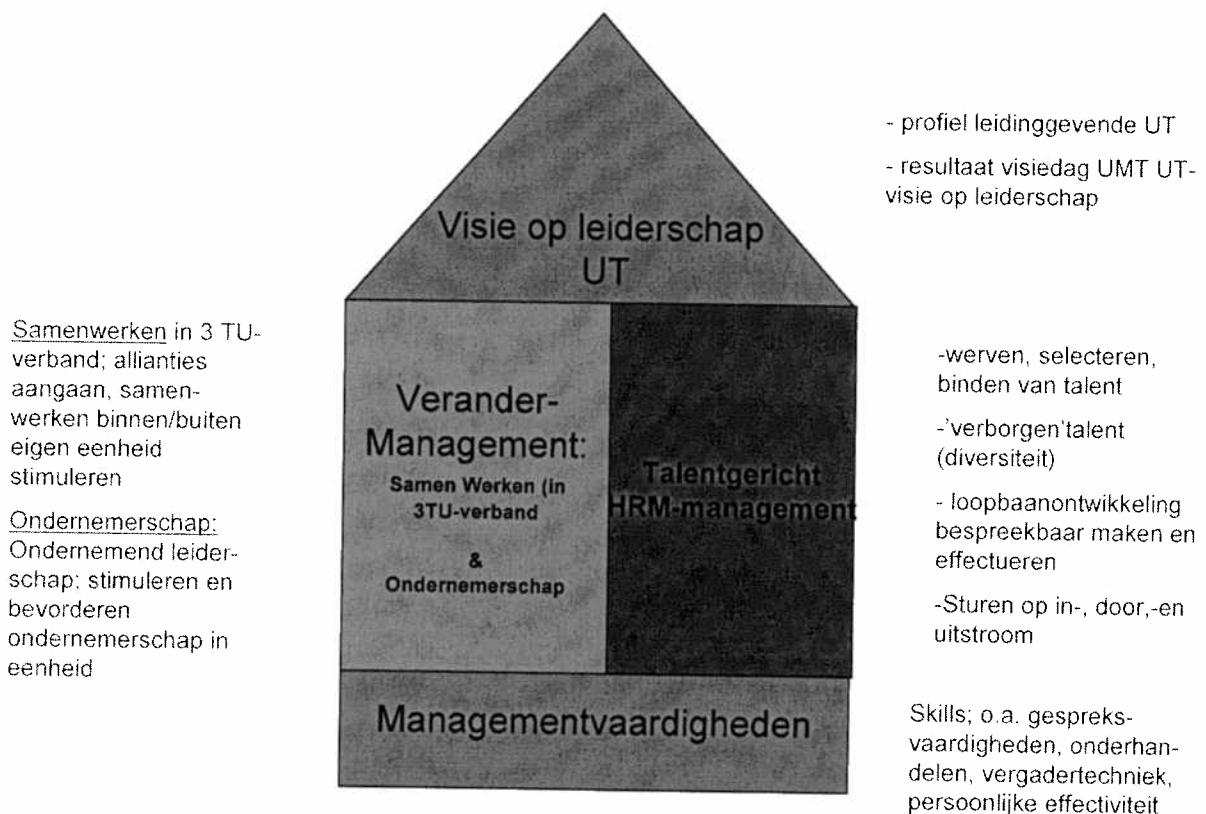 - profiel leidinggevende UT
- resultaat visiedag UMT UT-
visie op leiderschap
Visie op leiderschap
UT
Samenwerken in 3 TU-
verband; allianties
aangaan, samen-
werken binnen/buiten
eigen eenheid
stimuleren
Ondernemerschap:
Ondernemend leider-
schap; stimuleren en
bevorderen
ondernemerschap in
eenheid
Verander-
Management:
Samen Werken (in
3TU-verband
&
Ondernemerschap
Talentgericht
HRM-management
-werven, selecteren,
binden van talent
-'verborgen'talent
(diversiteit)
- loopbaanontwikkeling
bespreekbaar maken en
effectueren
-Sturen op in-, door,-en
uitstroom
Managementvaardigheden
Skills; o.a. gespreks-
vaardigheden, onderhan-
delen, vergadertechniek,
persoonlijke effectiviteit